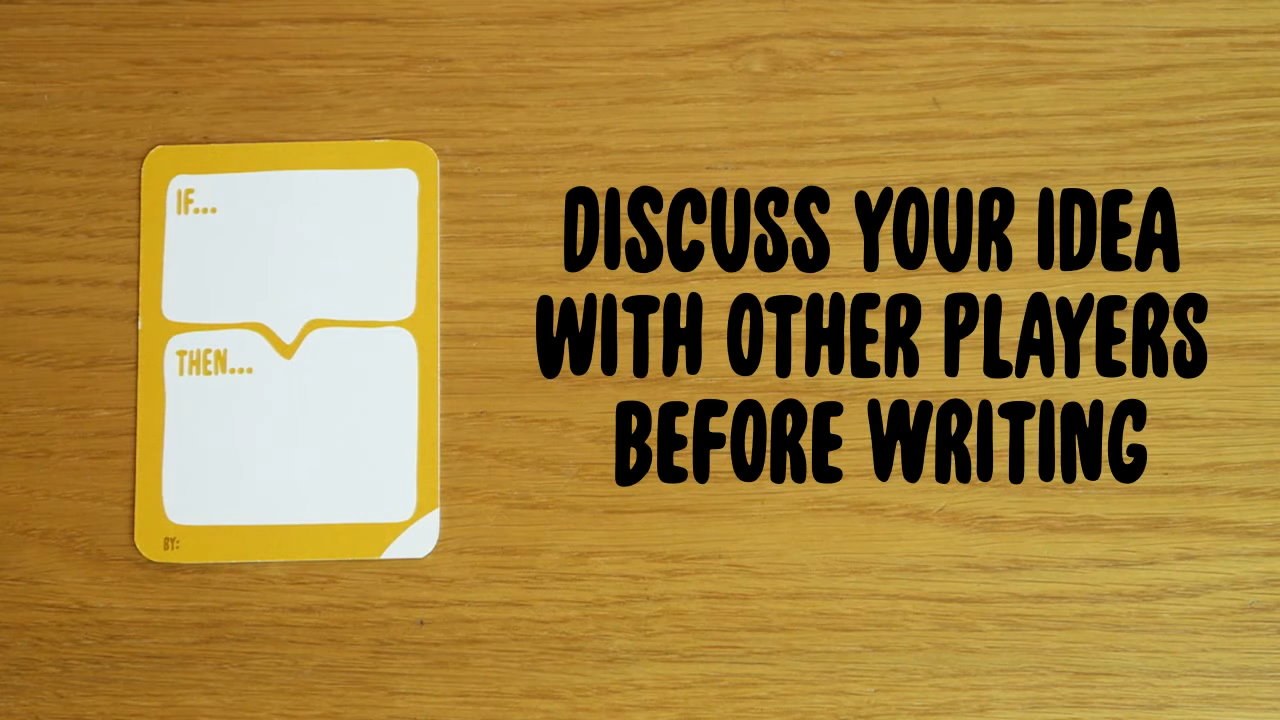 IF...
THEN...
BY:
DISCUSS YOUR IDEA
WITH OTHER PLAYERS
BEFORE WRITING